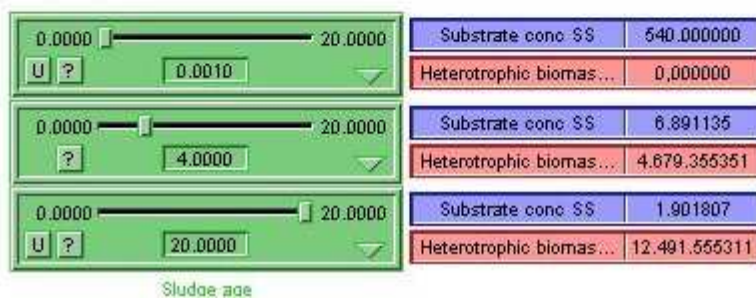 0.0000 20.0000 Substrate conc SS 540.000000
U ? 0.0010 Heterotrophic biomas... 0,000000
0.0000 20.0000 Substrate conc SS 6.891135
? 4.0000 Heterotrophic biomas... 4.679.355351
0.0000 20.0000 Substrate conc SS 1.901807
U ? 20.0000 Heterotrophic biomas... 12.491.555311
Sludge age